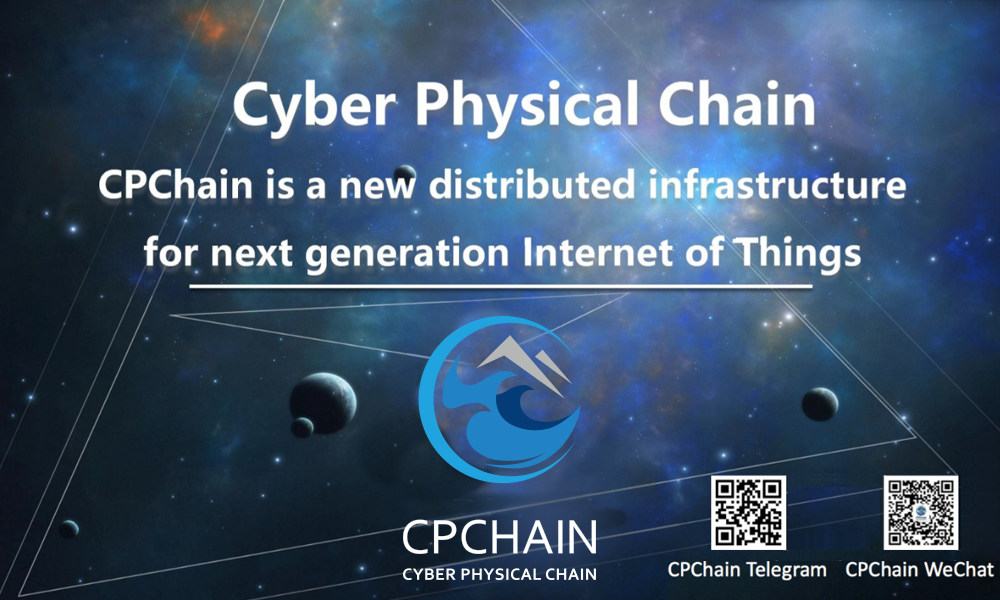 Cyber Physical Chain
CPChain is a new distributed infrastructure
for next generation Internet of Things
CPCHAIN
CYBER PHYSICAL CHAIN
CPChain Telegram
CPChain WeChat